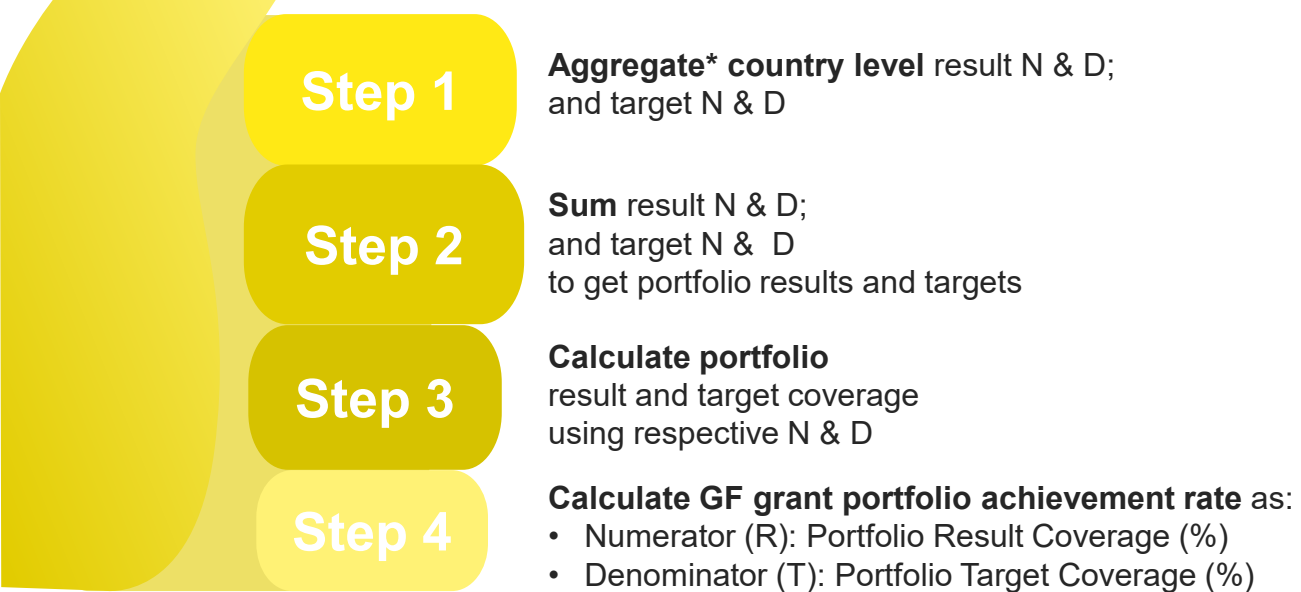 Step 1
Aggregate* country level result N & D;
and target N & D
Step 2
Sum result N & D;
and target N &  D
to get portfolio results and targets
Step 3
Calculate portfolio
result and target coverage
using respective N & D
Step 4
Calculate GF grant portfolio achievement rate as:
• Numerator (R): Portfolio Result Coverage (%)
• Denominator (T): Portfolio Target Coverage (%)